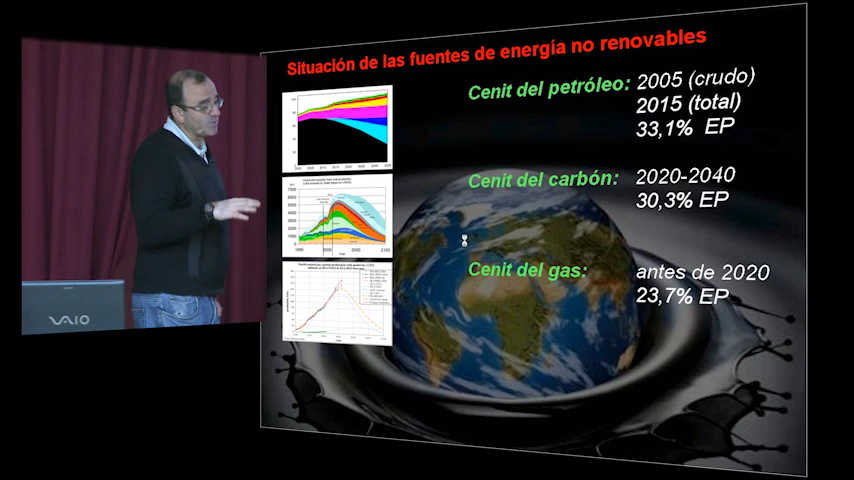 Situación de las fuentes de energía no renovables
Cenit del petróleo: 2005 (crudo)
2015 (total)
33,1% EP
Cenit del carbón: 2020-2040
30,3% EP
Cenit del gas: antes de 2020
23,7% EP
VAIO